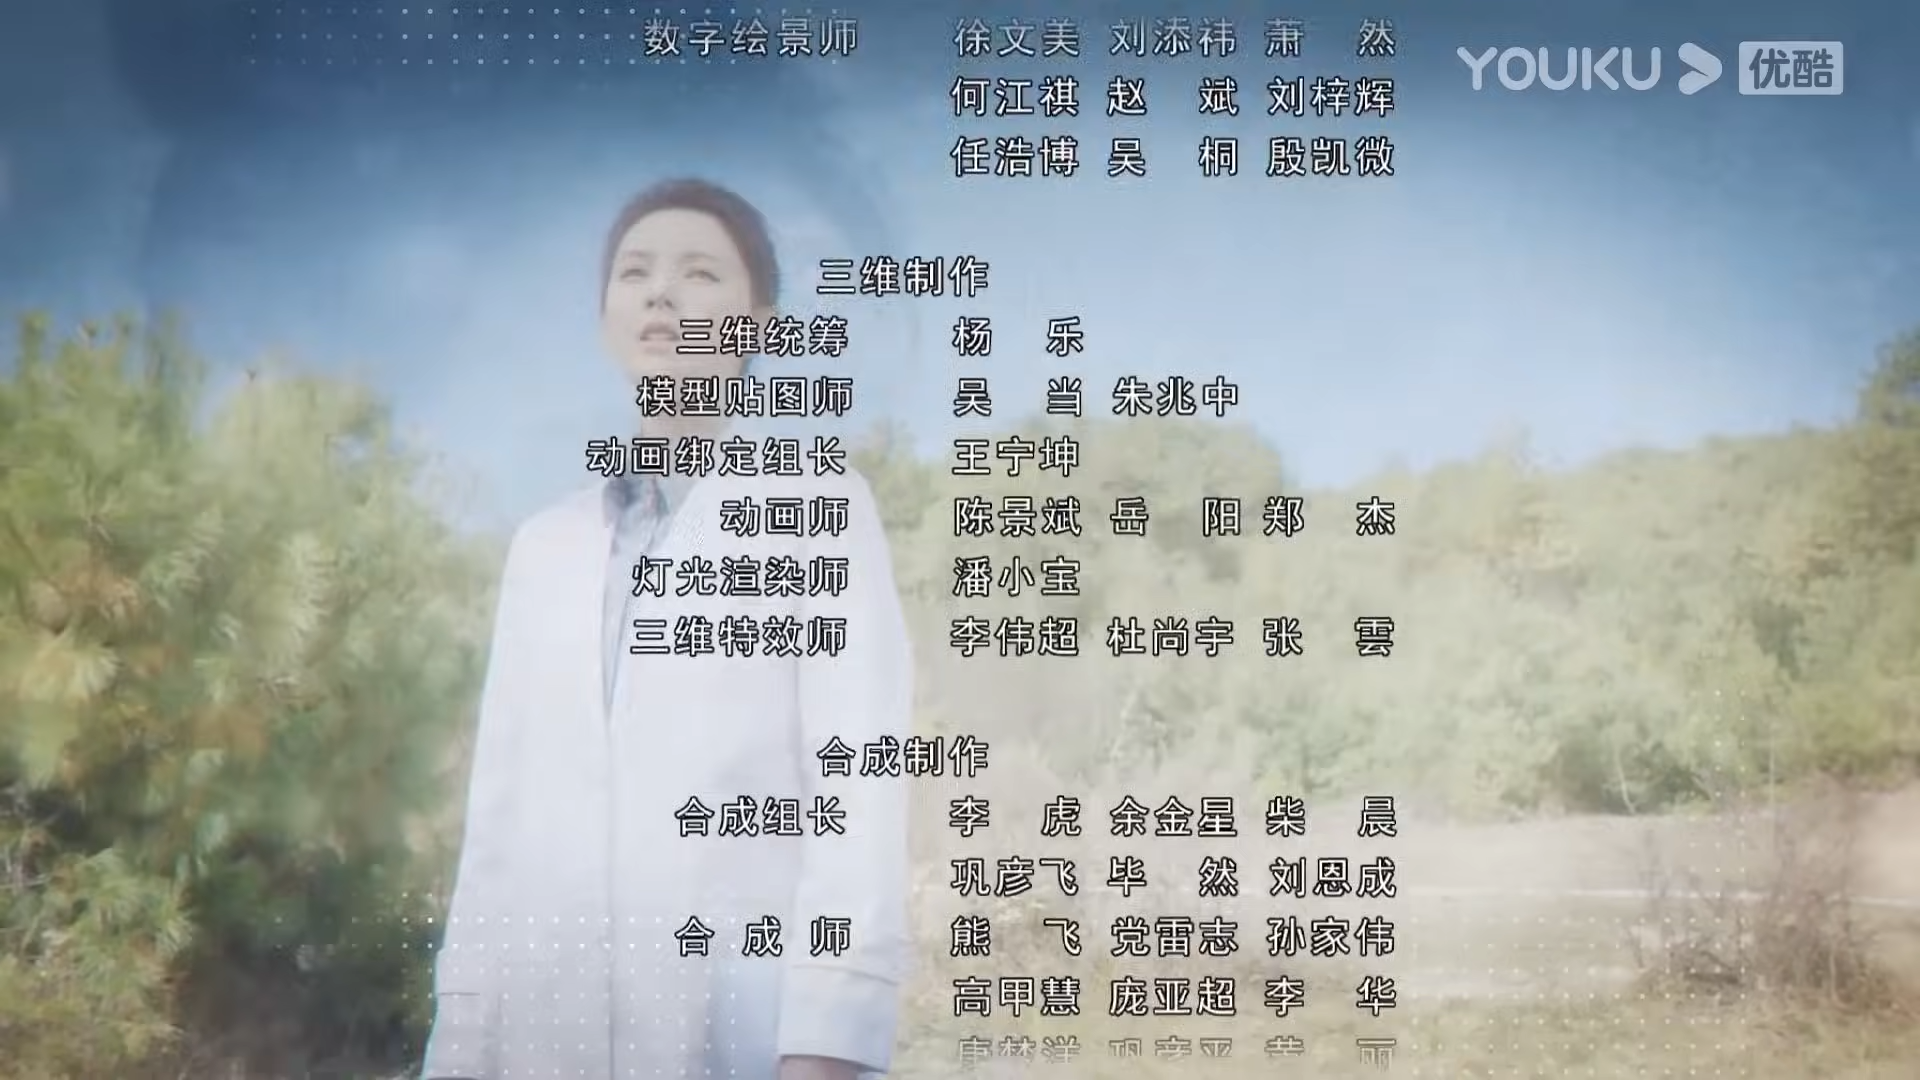 数字绘景师 徐文美 刘添祎 萧 然
YOUKU 优酷
何江祺 赵 斌 刘梓辉
任浩博 吴 桐 殷凯微
三维制作
三维统筹 杨 乐
模型贴图师 吴 当 朱兆中
动画绑定组长 王宁坤
动画师 陈景斌 岳 阳 郑 杰
灯光渲染师 潘小宝
三维特效师 李伟超 杜尚宇 张 雲
合成制作
合成组长 李 虎 余金星 柴 晨
巩彦飞 毕 然 刘恩成
合成师 熊 飞 党雷志 孙家伟
高甲慧 庞亚超 李 华